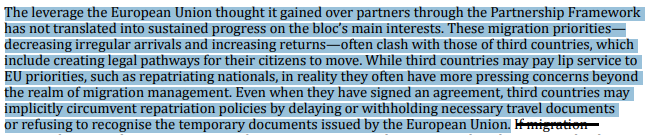 The leverage the European Union thought it gained over partners through the Partnership Framework
has not translated into sustained progress on the bloc's main interests. These migration priorities—
decreasing irregular arrivals and increasing returns—often clash with those of third countries, which
include creating legal pathways for their citizens to move. While third countries may pay lip service to
EU priorities, such as repatriating nationals, in reality they often have more pressing concerns beyond
the realm of migration management. Even when they have signed an agreement, third countries may
implicitly circumvent repatriation policies by delaying or withholding necessary travel documents
or refusing to recognise the temporary documents issued by the European Union. If migration